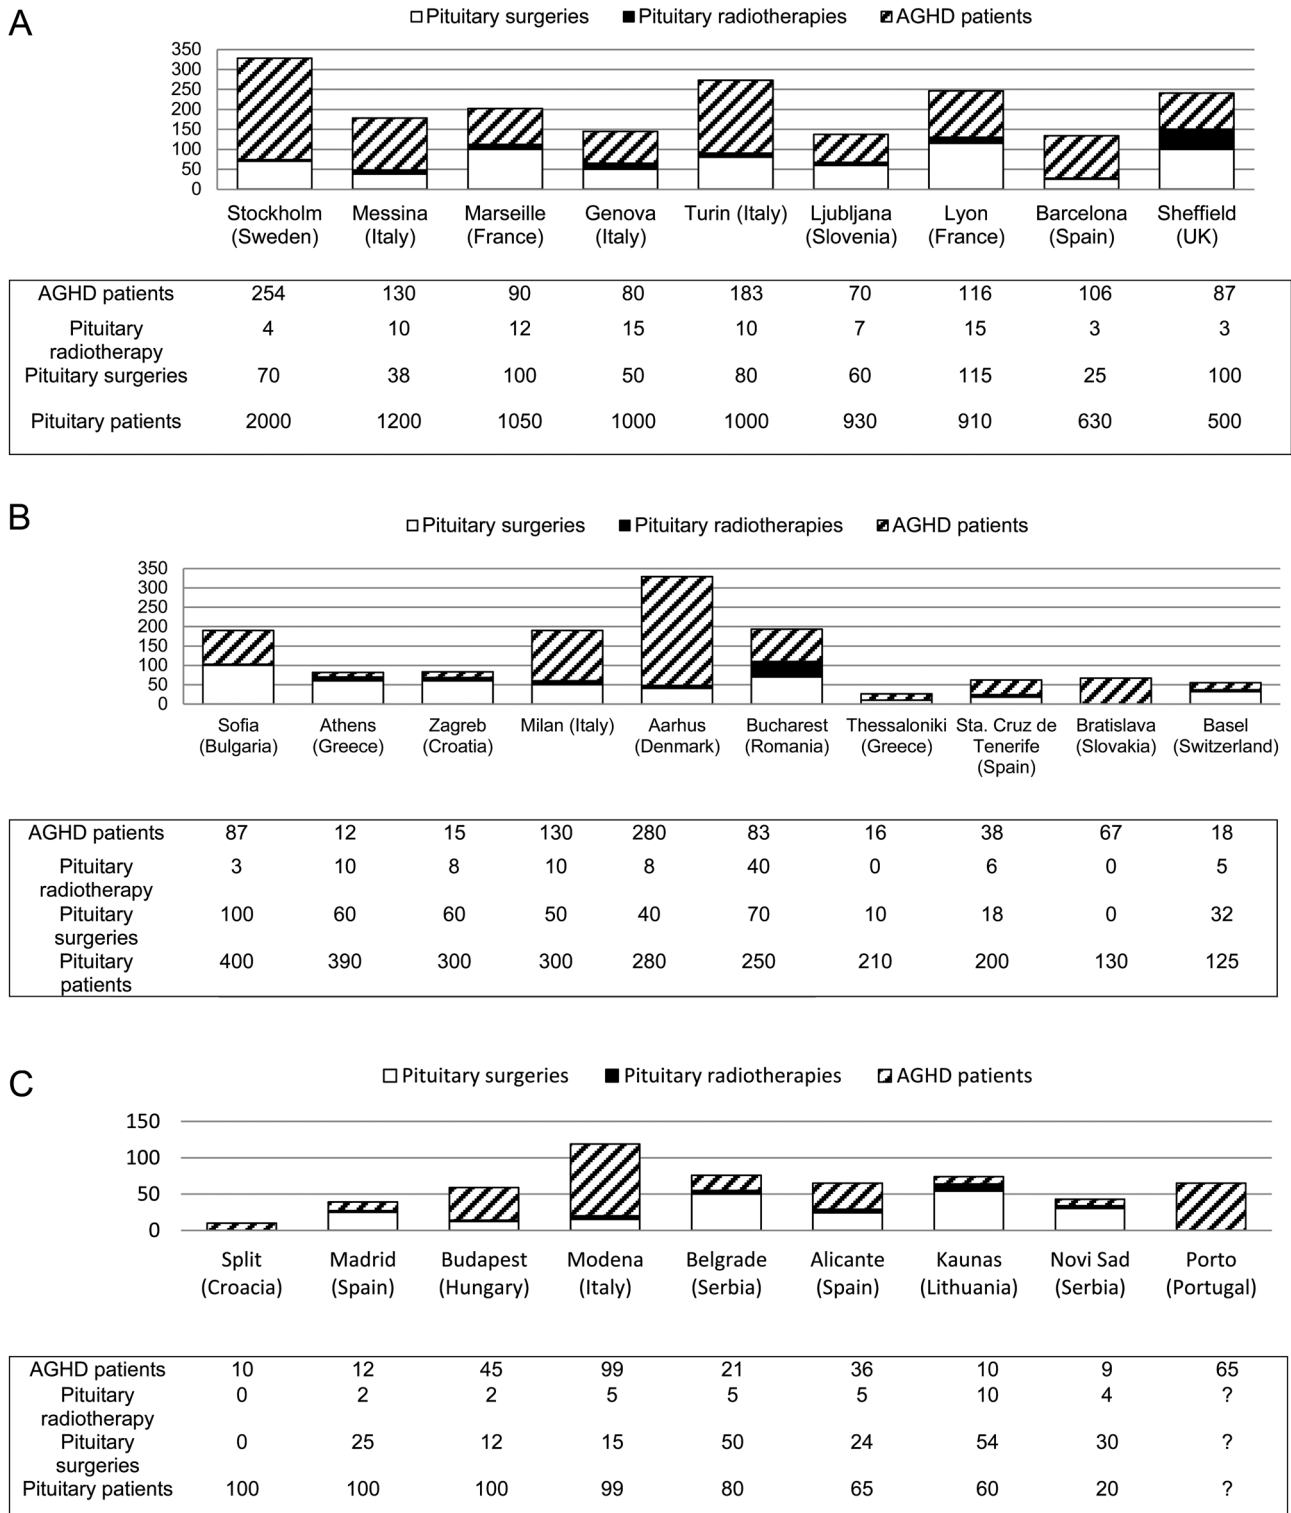 A
Pituitary surgeries Pituitary radiotherapies AGHD patients
350
300
250
200
150
100
50
0
Stockholm Messina Marseille Genova Turin (Italy) Ljubljana Lyon Barcelona Sheffield
(Sweden) (Italy) (France) (Italy) (Slovenia) (France) (Spain) (UK)
AGHD patients 254 130 90 80 183 70 116 106 87
Pituitary 4 10 12 15 10 7 15 3 3
radiotherapy
Pituitary surgeries 70 38 100 50 80 60 115 25 100
Pituitary patients 2000 1200 1050 1000 1000 930 910 630 500
B
Pituitary surgeries Pituitary radiotherapies AGHD patients
350
300
250
200
150
100
50
0
Sofia Athens Zagreb Milan (Italy) Aarhus Bucharest Thessaloniki Sta. Cruz de Bratislava Basel
(Bulgaria) (Greece) (Croatia) (Denmark) (Romania) (Greece) Tenerife (Slovakia) (Switzerland)
(Spain)
AGHD patients 87 12 15 130 280 83 16 38 67 18
Pituitary 3 10 8 10 8 40 0 6 0 5
radiotherapy
Pituitary 100 60 60 50 40 70 10 18 0 32
surgeries
Pituitary 400 390 300 300 280 250 210 200 130 125
patients
C
Pituitary surgeries Pituitary radiotherapies AGHD patients
150
100
50
0
Split Madrid Budapest Modena Belgrade Alicante Kaunas Novi Sad Porto
(Croacia) (Spain) (Hungary) (Italy) (Serbia) (Spain) (Lithuania) (Serbia) (Portugal)
AGHD patients 10 12 45 99 21 36 10 9 65
Pituitary 0 2 2 5 5 5 10 4 ?
radiotherapy
Pituitary 0 25 12 15 50 24 54 30 ?
surgeries
Pituitary patients 100 100 100 99 80 65 60 20 ?